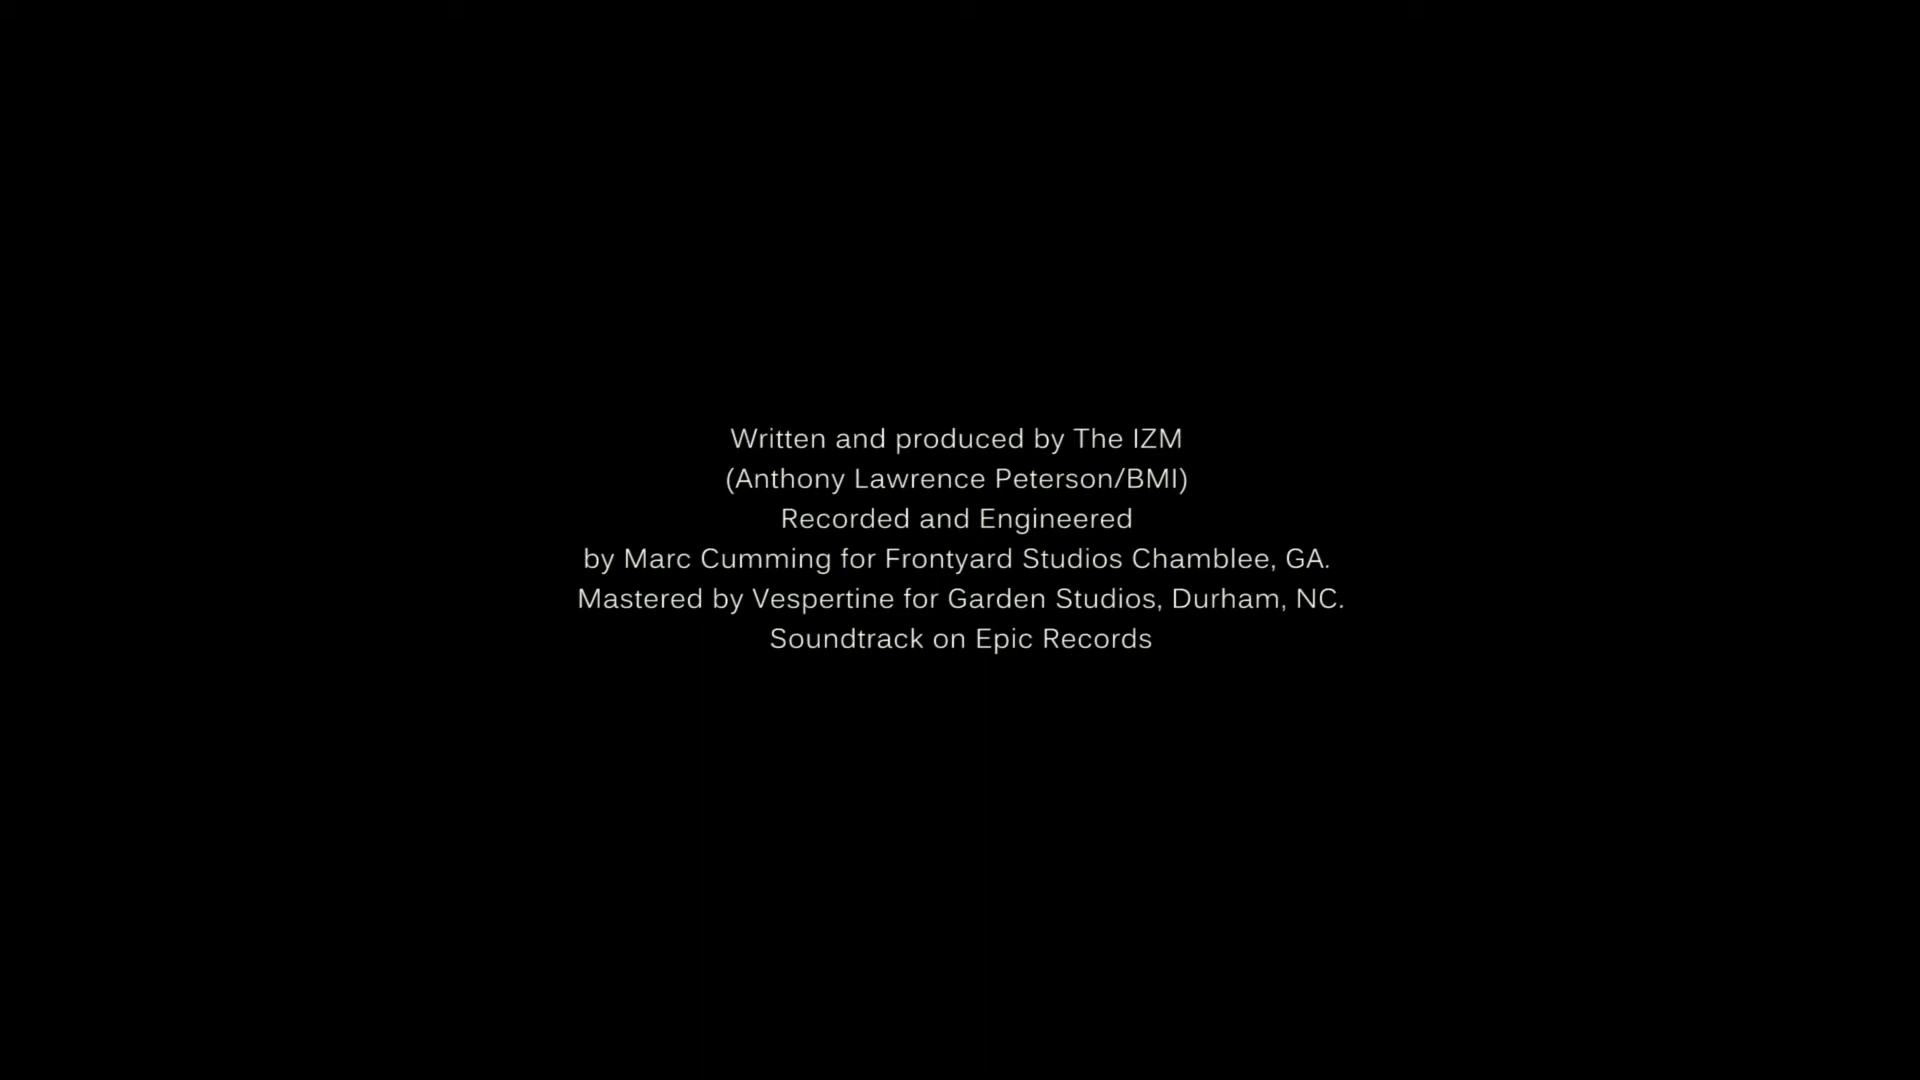 Written and produced by The IZM
(Anthony Lawrence Peterson/BMI)
Recorded and Engineered
by Marc Cumming for Frontyard Studios Chamblee, GA.
Mastered by Vespertine for Garden Studios, Durham, NC.
Soundtrack on Epic Records